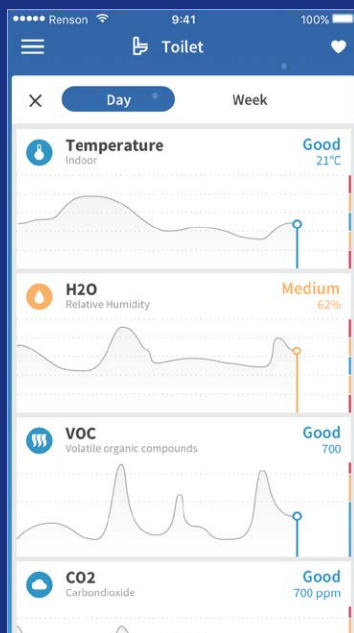 Renson 9:41 100%
Toilet
Day Week
Temperature Good
Indoor 21°C
H2O Medium
Relative Humidity 62%
VOC Good
Volatile organic compounds 700
CO2 Good
Carbondioxide 700 ppm